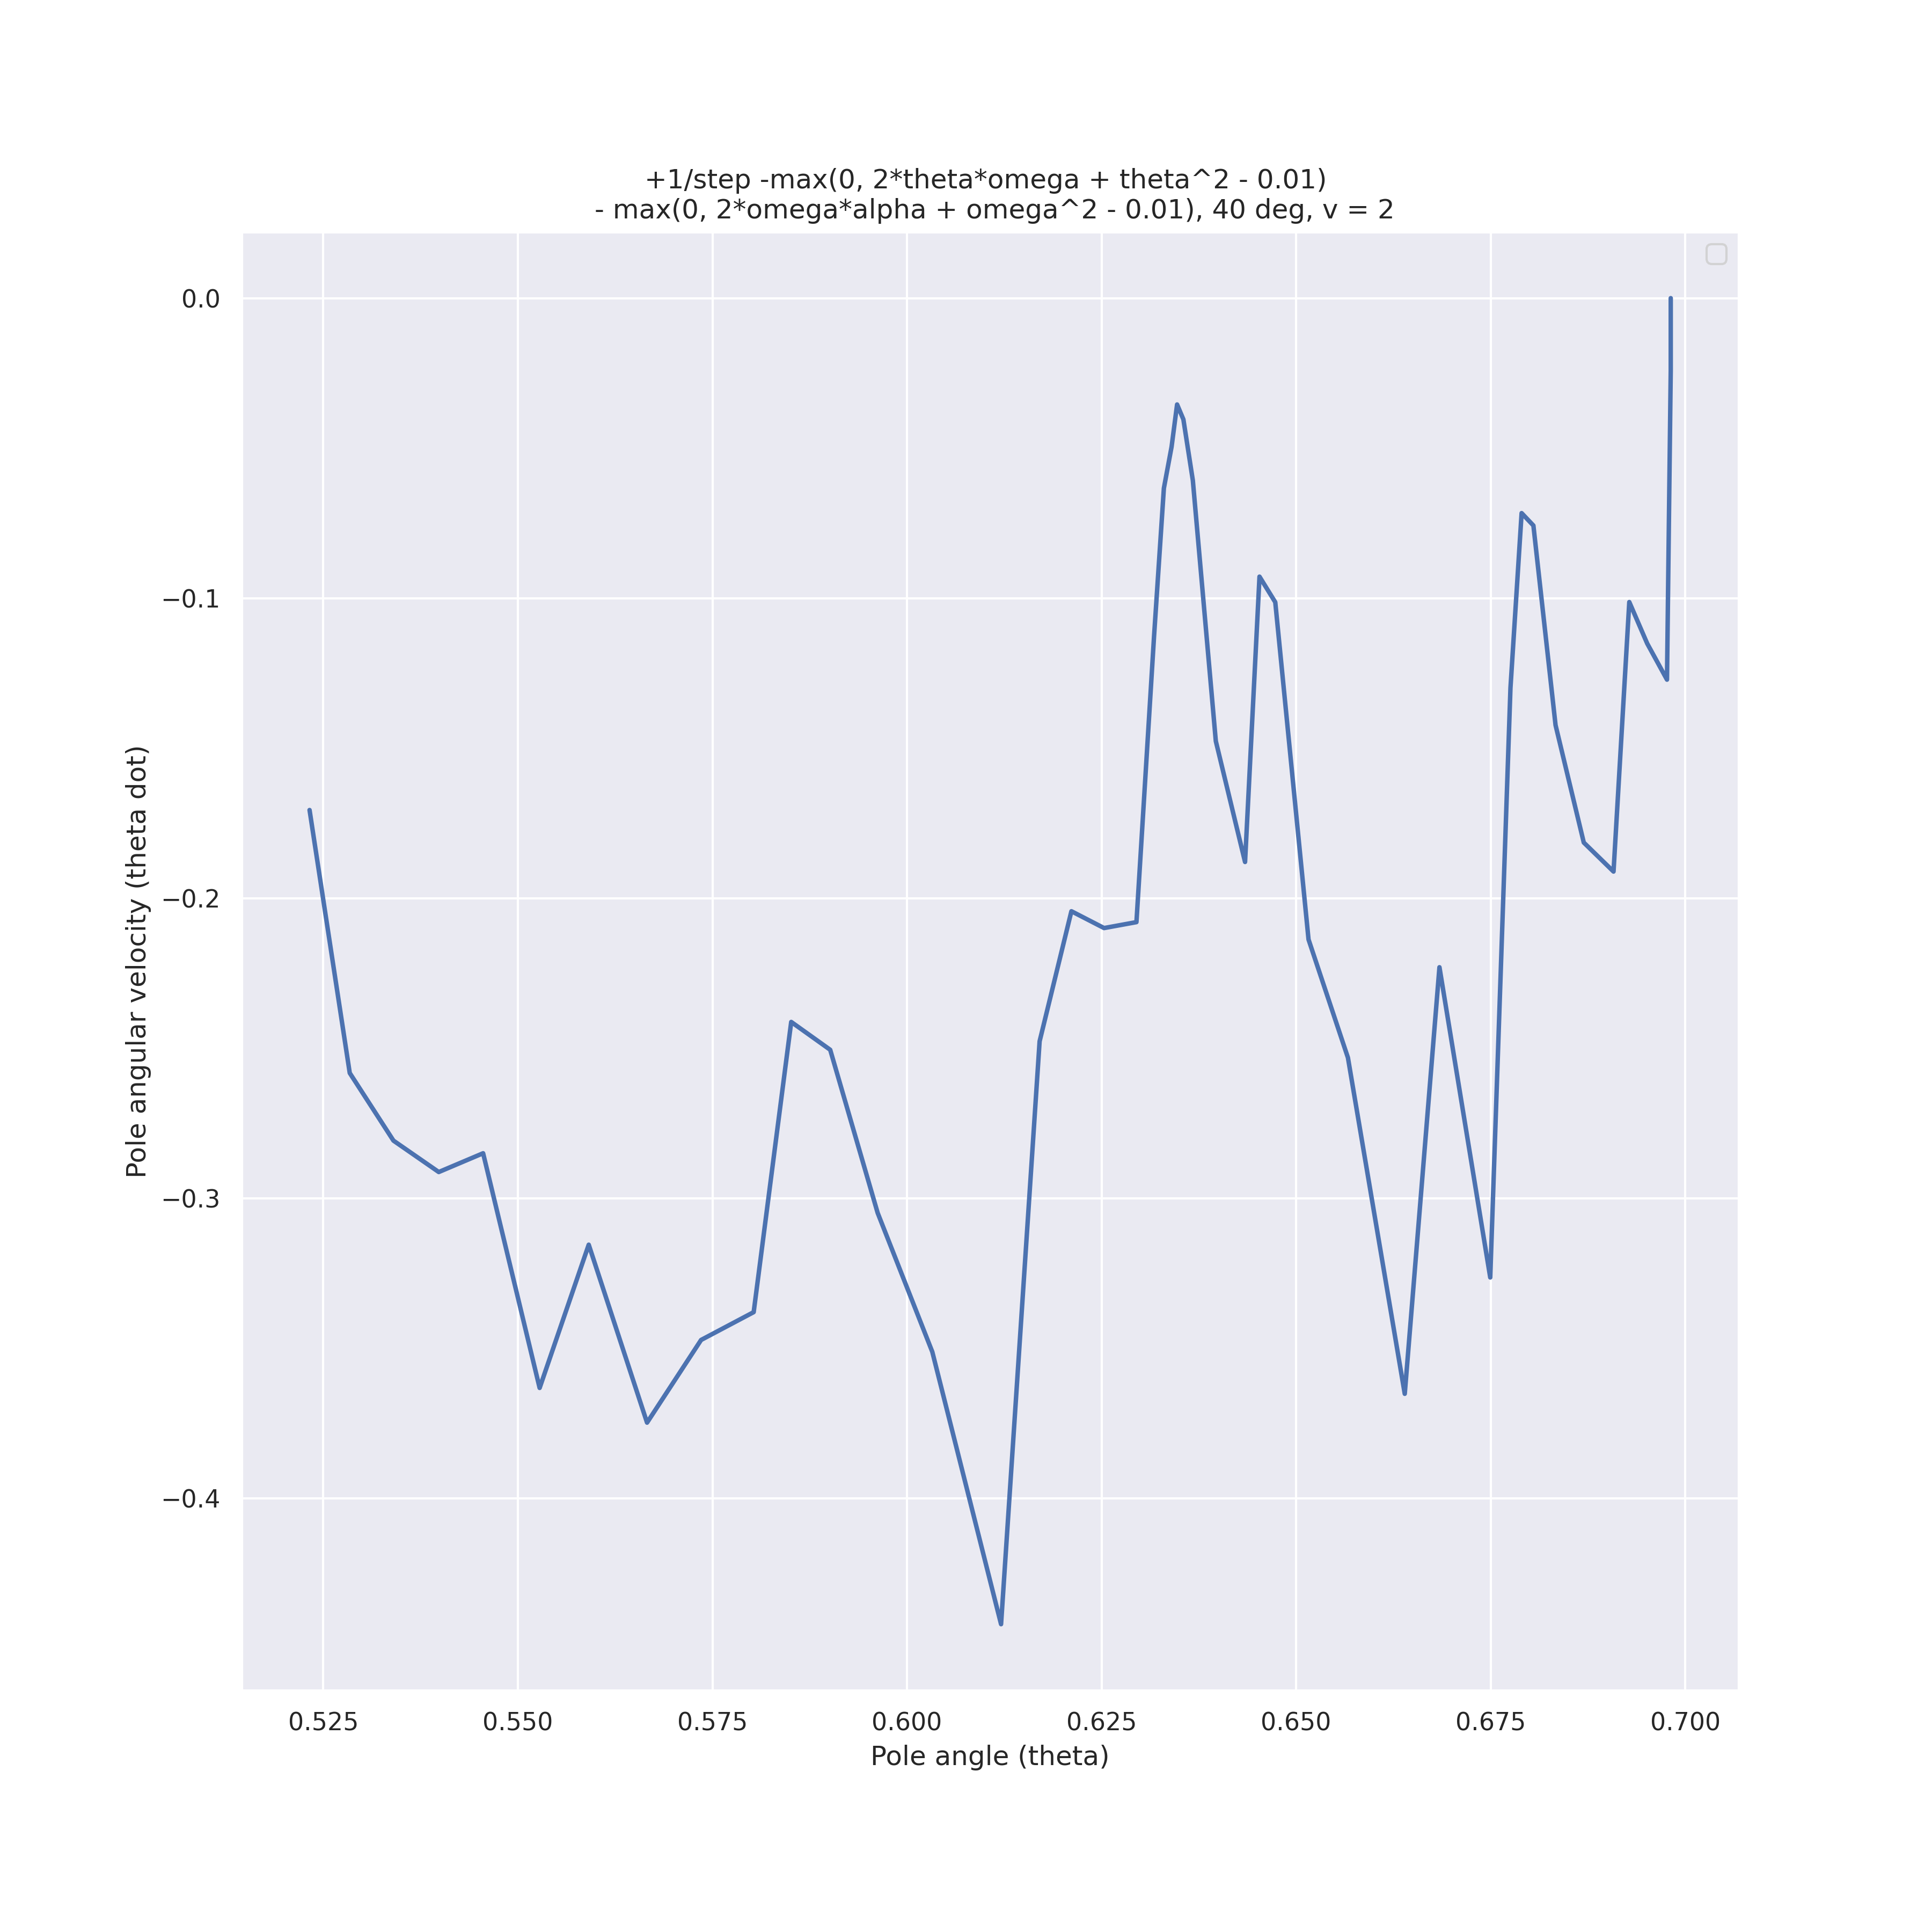 +1/step -max(0, 2*theta*omega + theta^2 - 0.01)
- max(0, 2*omega*alpha + omega^2 - 0.01), 40 deg, v = 2
0.0
−0.1
−0.2
−0.3
−0.4
Pole angular velocity (theta dot)
0.525 0.550 0.575 0.600 0.625 0.650 0.675 0.700
Pole angle (theta)